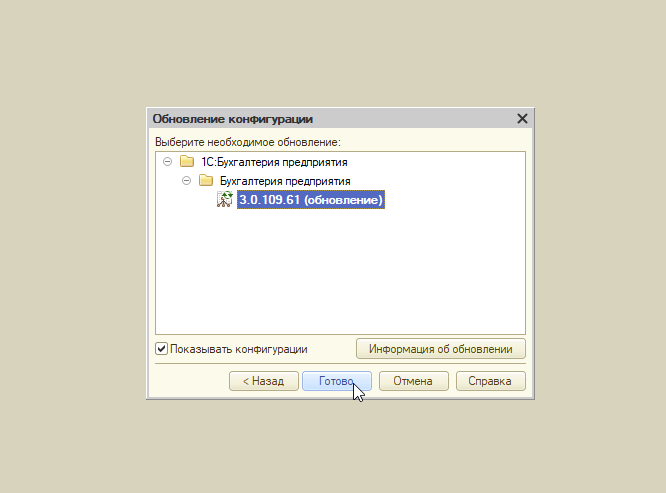 Обновление конфигурации
Выберите необходимое обновление:
1С:Бухгалтерия предприятия
Бухгалтерия предприятия
3.0.109.61 (обновление)
Показывать конфигурации
Информация об обновлении
< Назад
Готово
Отмена
Справка